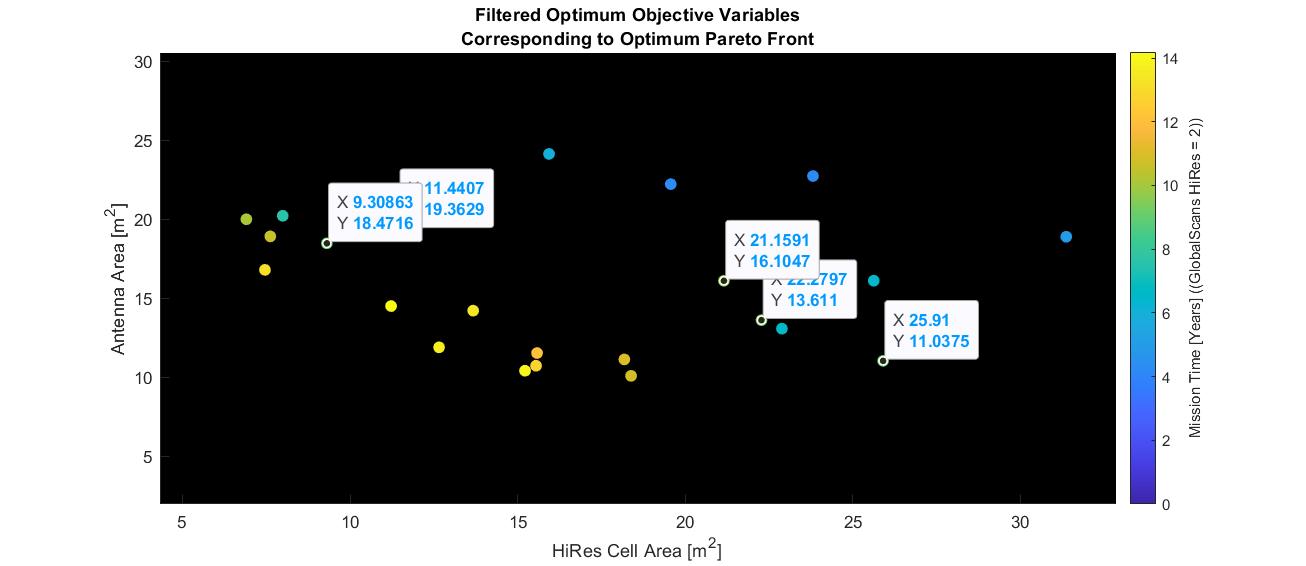 Filtered Optimum Objective Variables
Corresponding to Optimum Pareto Front
30
25
20
15
10
5
Antenna Area [m2]
11.4407
19.3629
X 9.30863
Y 18.4716
X 21.1591
Y 16.1047
X 22.2797
Y 13.611
X 25.91
Y 11.0375
5
10
15
20
25
30
HiRes Cell Area [m2]
14
12
10
8
6
4
2
0
Mission Time [Years] ((GlobalScans HiRes = 2))